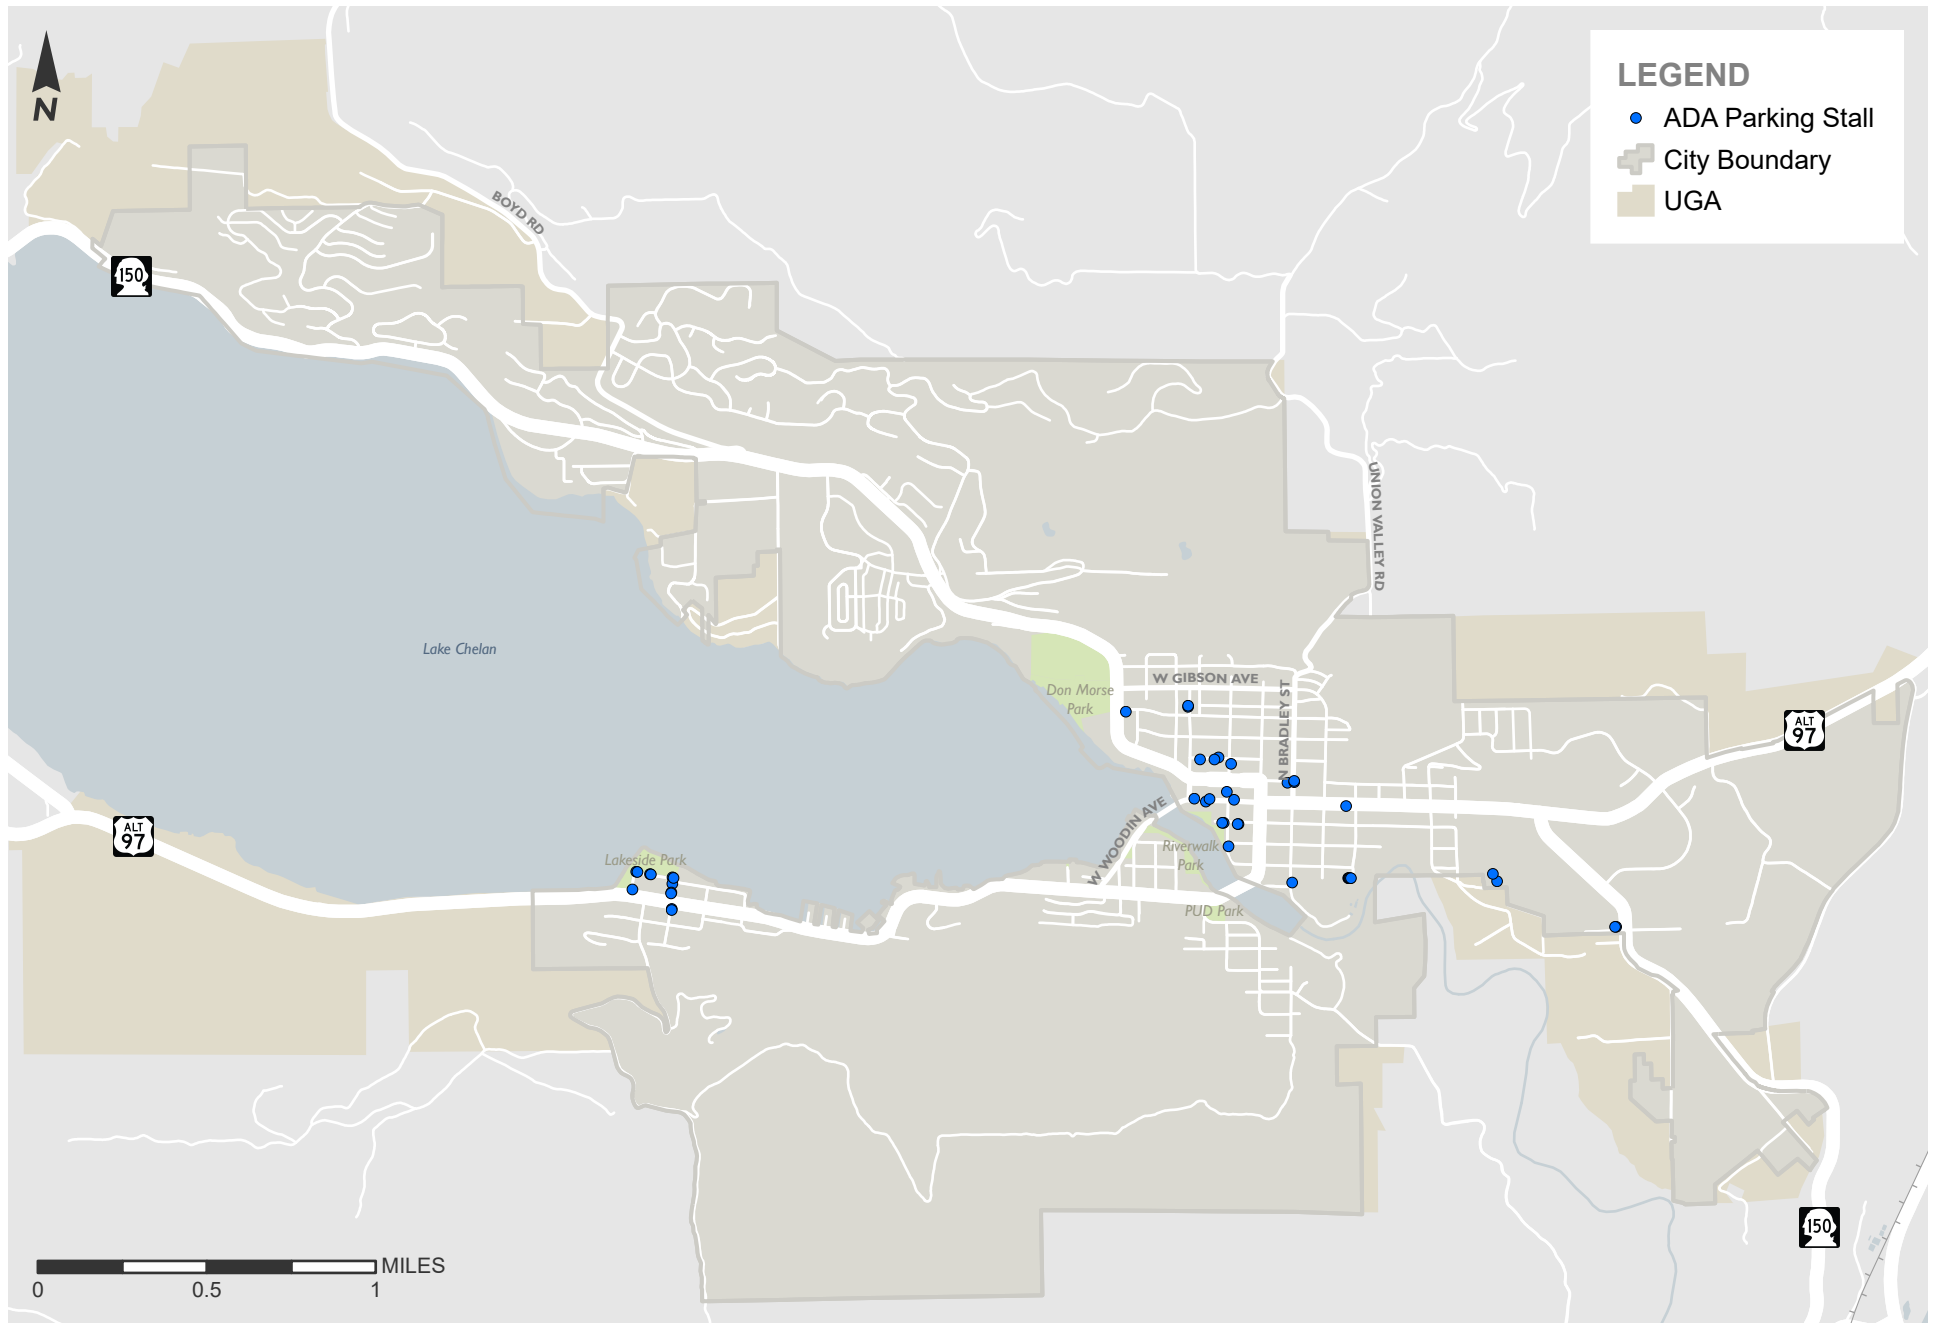 N
LEGEND
ADA Parking Stall
City Boundary
UGA
BOYD RD
150
UNION VALLEY RD
Lake Chelan
W GIBSON AVE
Don Morse
Park
N BRADLEY ST
ALT
97
W WOODIN AVE
ALT
97
Lakeside Park
Riverwalk
Park
PUD Park
150
MILES
0
0.5
1